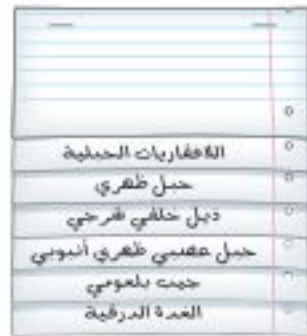 اللافقاريات الحبلية
حبل ظهري
ذيل خلفي شرجي
حبل عصبي ظهري أنبوبي
جيب بلعومي
الغدة الدرقية